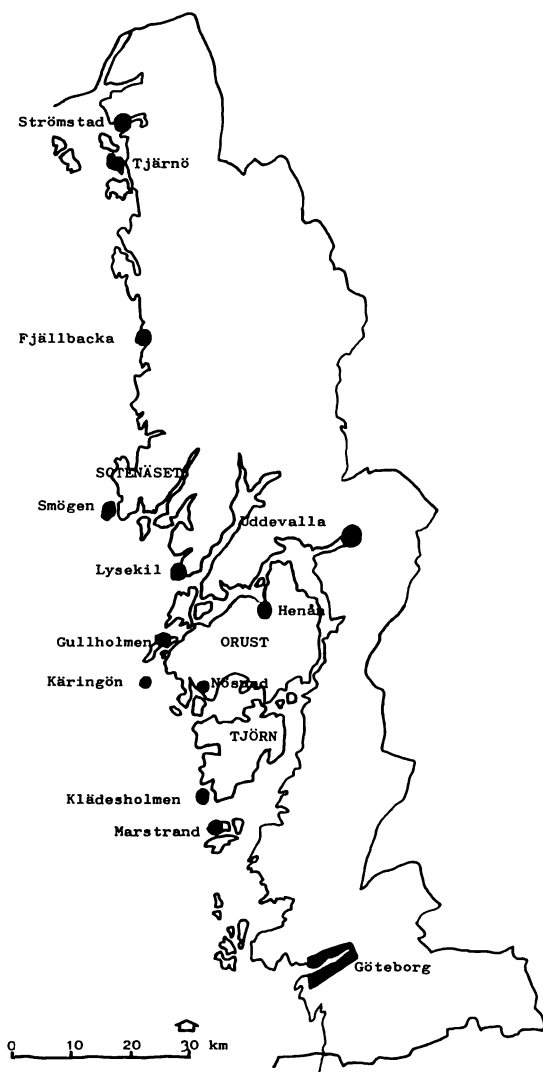 Strömstad
Tjärnö
Fjällbacka
SOTENÄSET
Smögen
Uddevalla
Lysekil
Henån
Gullholmen
ORUST
Käringön
Nösund
TJÖRN
Klädesholmen
Marstrand
Göteborg
0 10 20 30 km